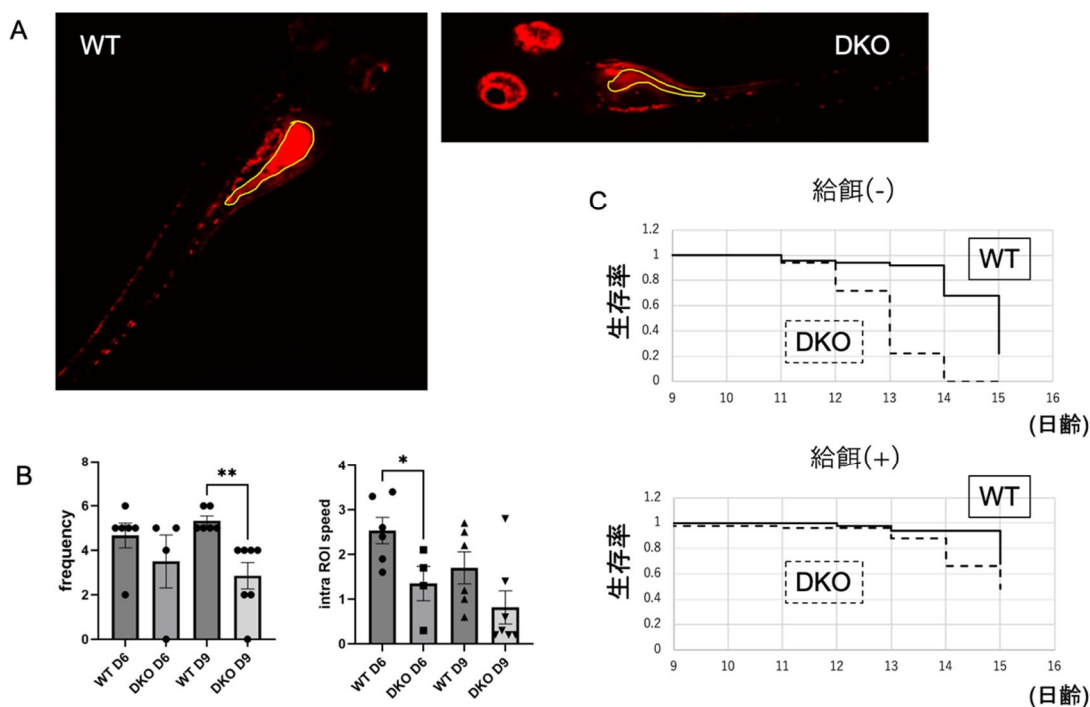 A
WT
DKO
B
frequency
8
6
4
2
0
**
WT D6
DKO D6
WT D9
DKO D9
intra ROI speed
4
3
2
1
0
*
WT D6
DKO D6
WT D9
DKO D9
C
給餌(-)
生存率
1.2
1
0.8
0.6
0.4
0.2
0
WT
DKO
9 10 11 12 13 14 15 16
(日齢)
給餌(+)
生存率
1.2
1
0.8
0.6
0.4
0.2
0
WT
DKO
9 10 11 12 13 14 15 16
(日齢)